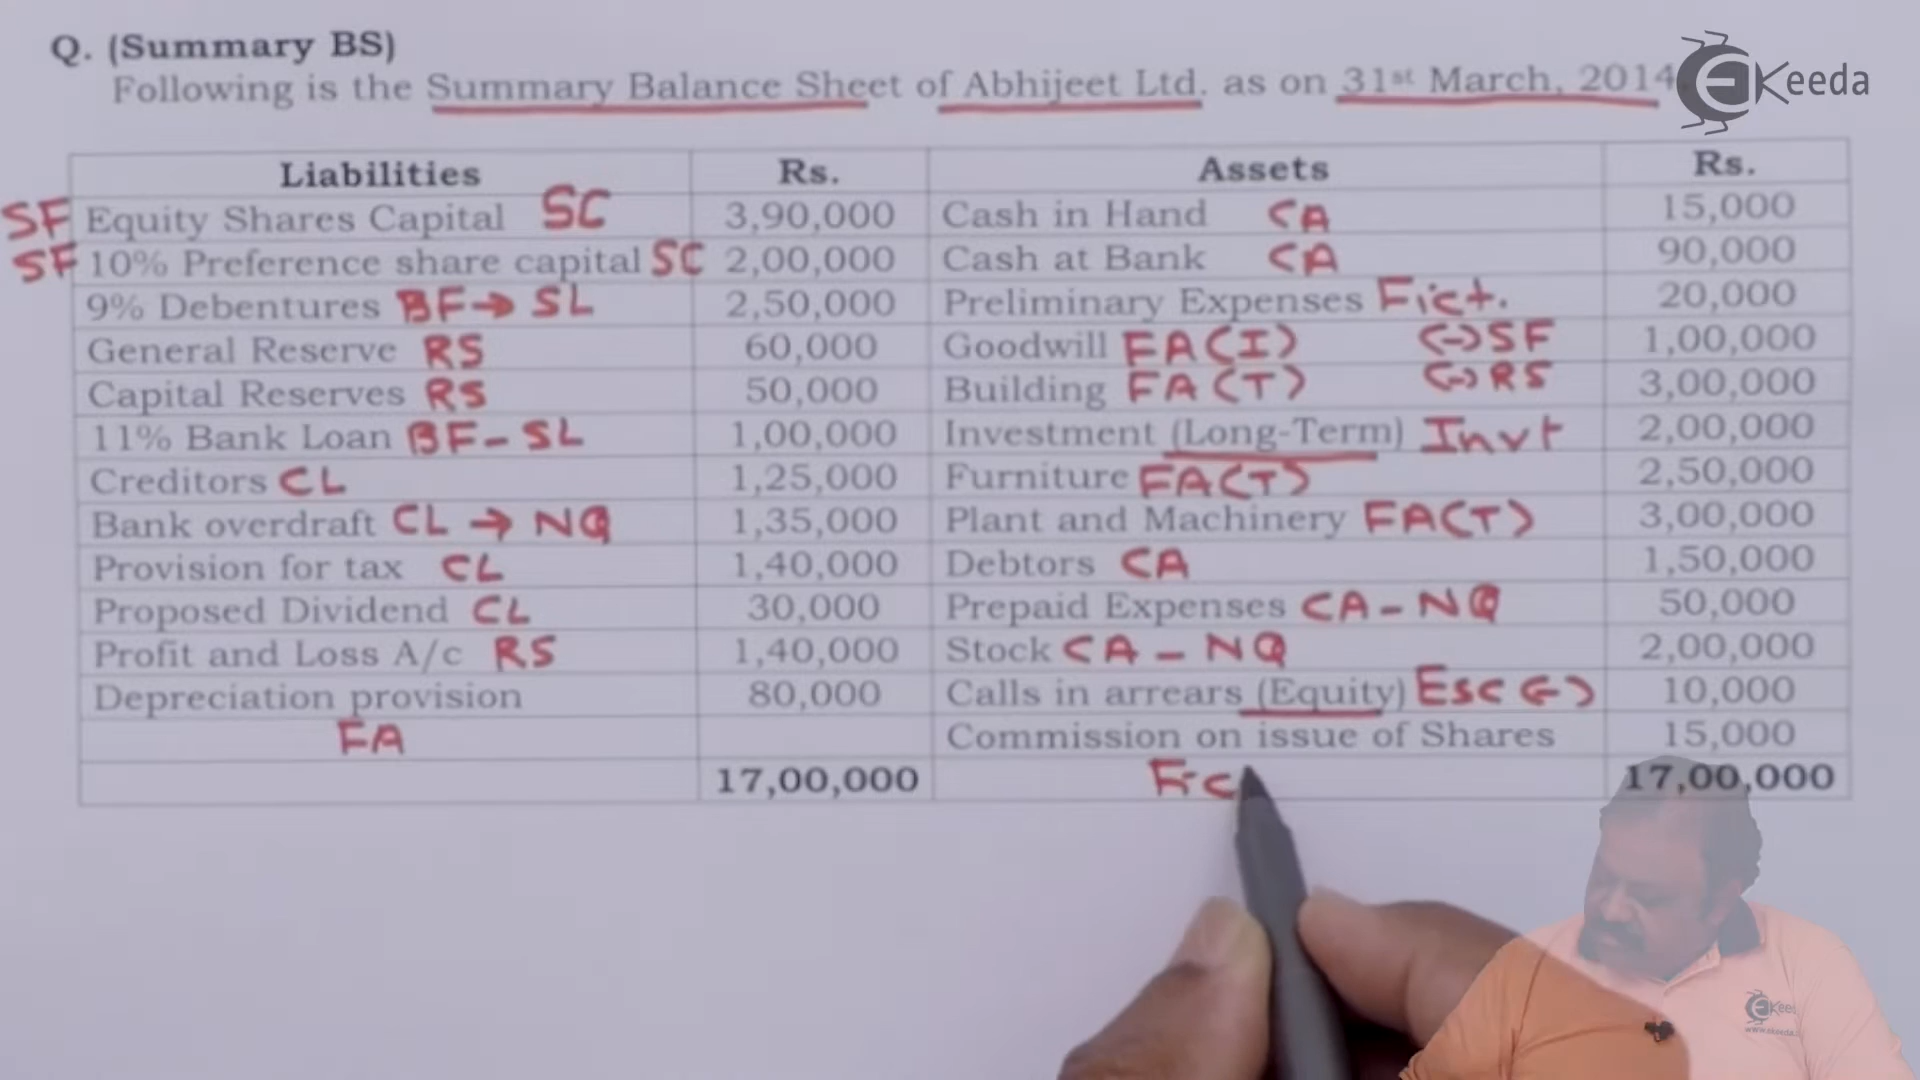 Q. (Summary BS)
Following is the Summary Balance Sheet of Abhijeet Ltd. as on 31st March, 2014
EKeeda
Liabilities Rs. Assets Rs.
SF Equity Shares Capital SC 3,90,000 Cash in Hand CA 15,000
SF 10% Preference share capital SC 2,00,000 Cash at Bank CA 90,000
9% Debentures BF → SL 2,50,000 Preliminary Expenses Fict. 20,000
General Reserve RS 60,000 Goodwill FA(I) (-) SF 1,00,000
Capital Reserves RS 50,000 Building FA(T) (-) RS 3,00,000
11% Bank Loan BF - SL 1,00,000 Investment (Long-Term) Invt 2,00,000
Creditors CL 1,25,000 Furniture FA(T) 2,50,000
Bank overdraft CL → NQ 1,35,000 Plant and Machinery FA(T) 3,00,000
Provision for tax CL 1,40,000 Debtors CA 1,50,000
Proposed Dividend CL 30,000 Prepaid Expenses CA - NQ 50,000
Profit and Loss A/c RS 1,40,000 Stock CA - NQ 2,00,000
Depreciation provision 80,000 Calls in arrears (Equity) ESC (-) 10,000
FA Commission on issue of Shares 15,000
17,00,000 Fic 17,00,000